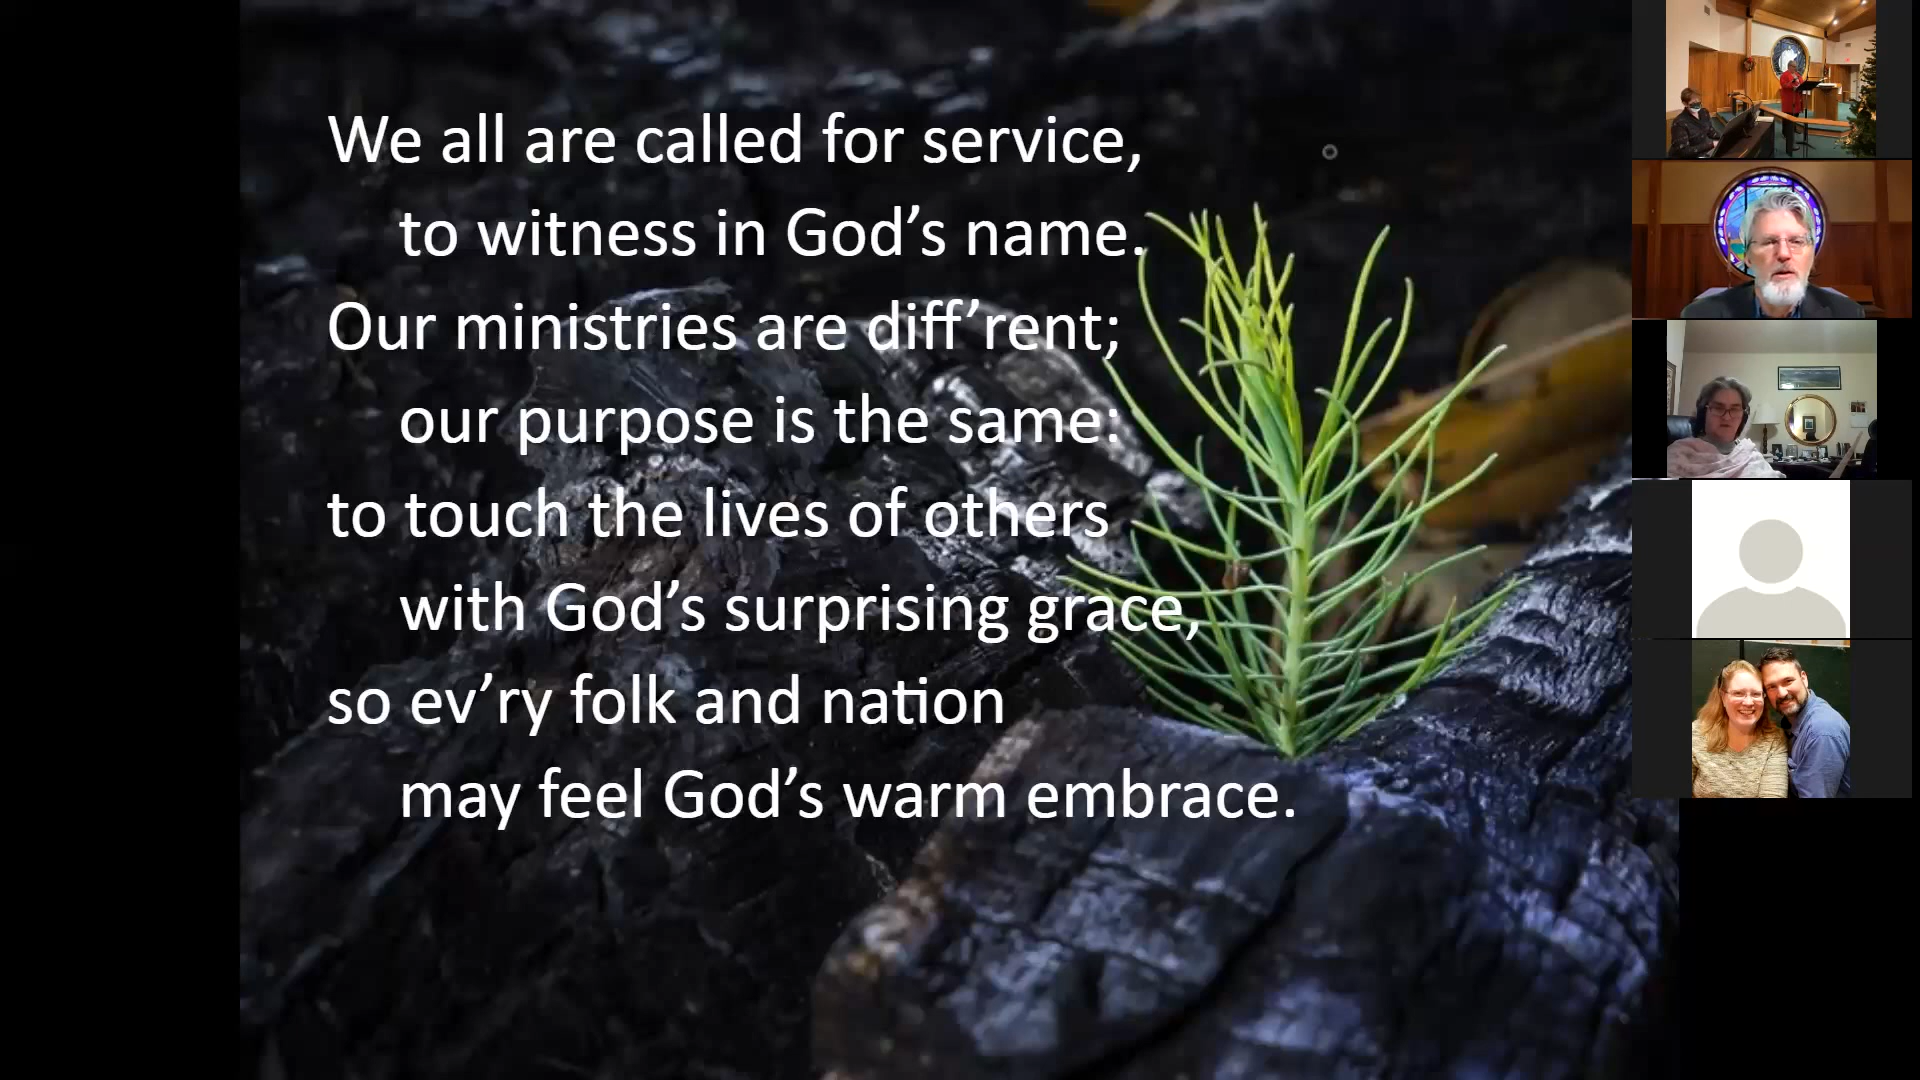 We all are called for service,
to witness in God’s name.
Our ministries are diff’rent;
our purpose is the same:
to touch the lives of others
with God’s surprising grace,
so ev’ry folk and nation
may feel God’s warm embrace.